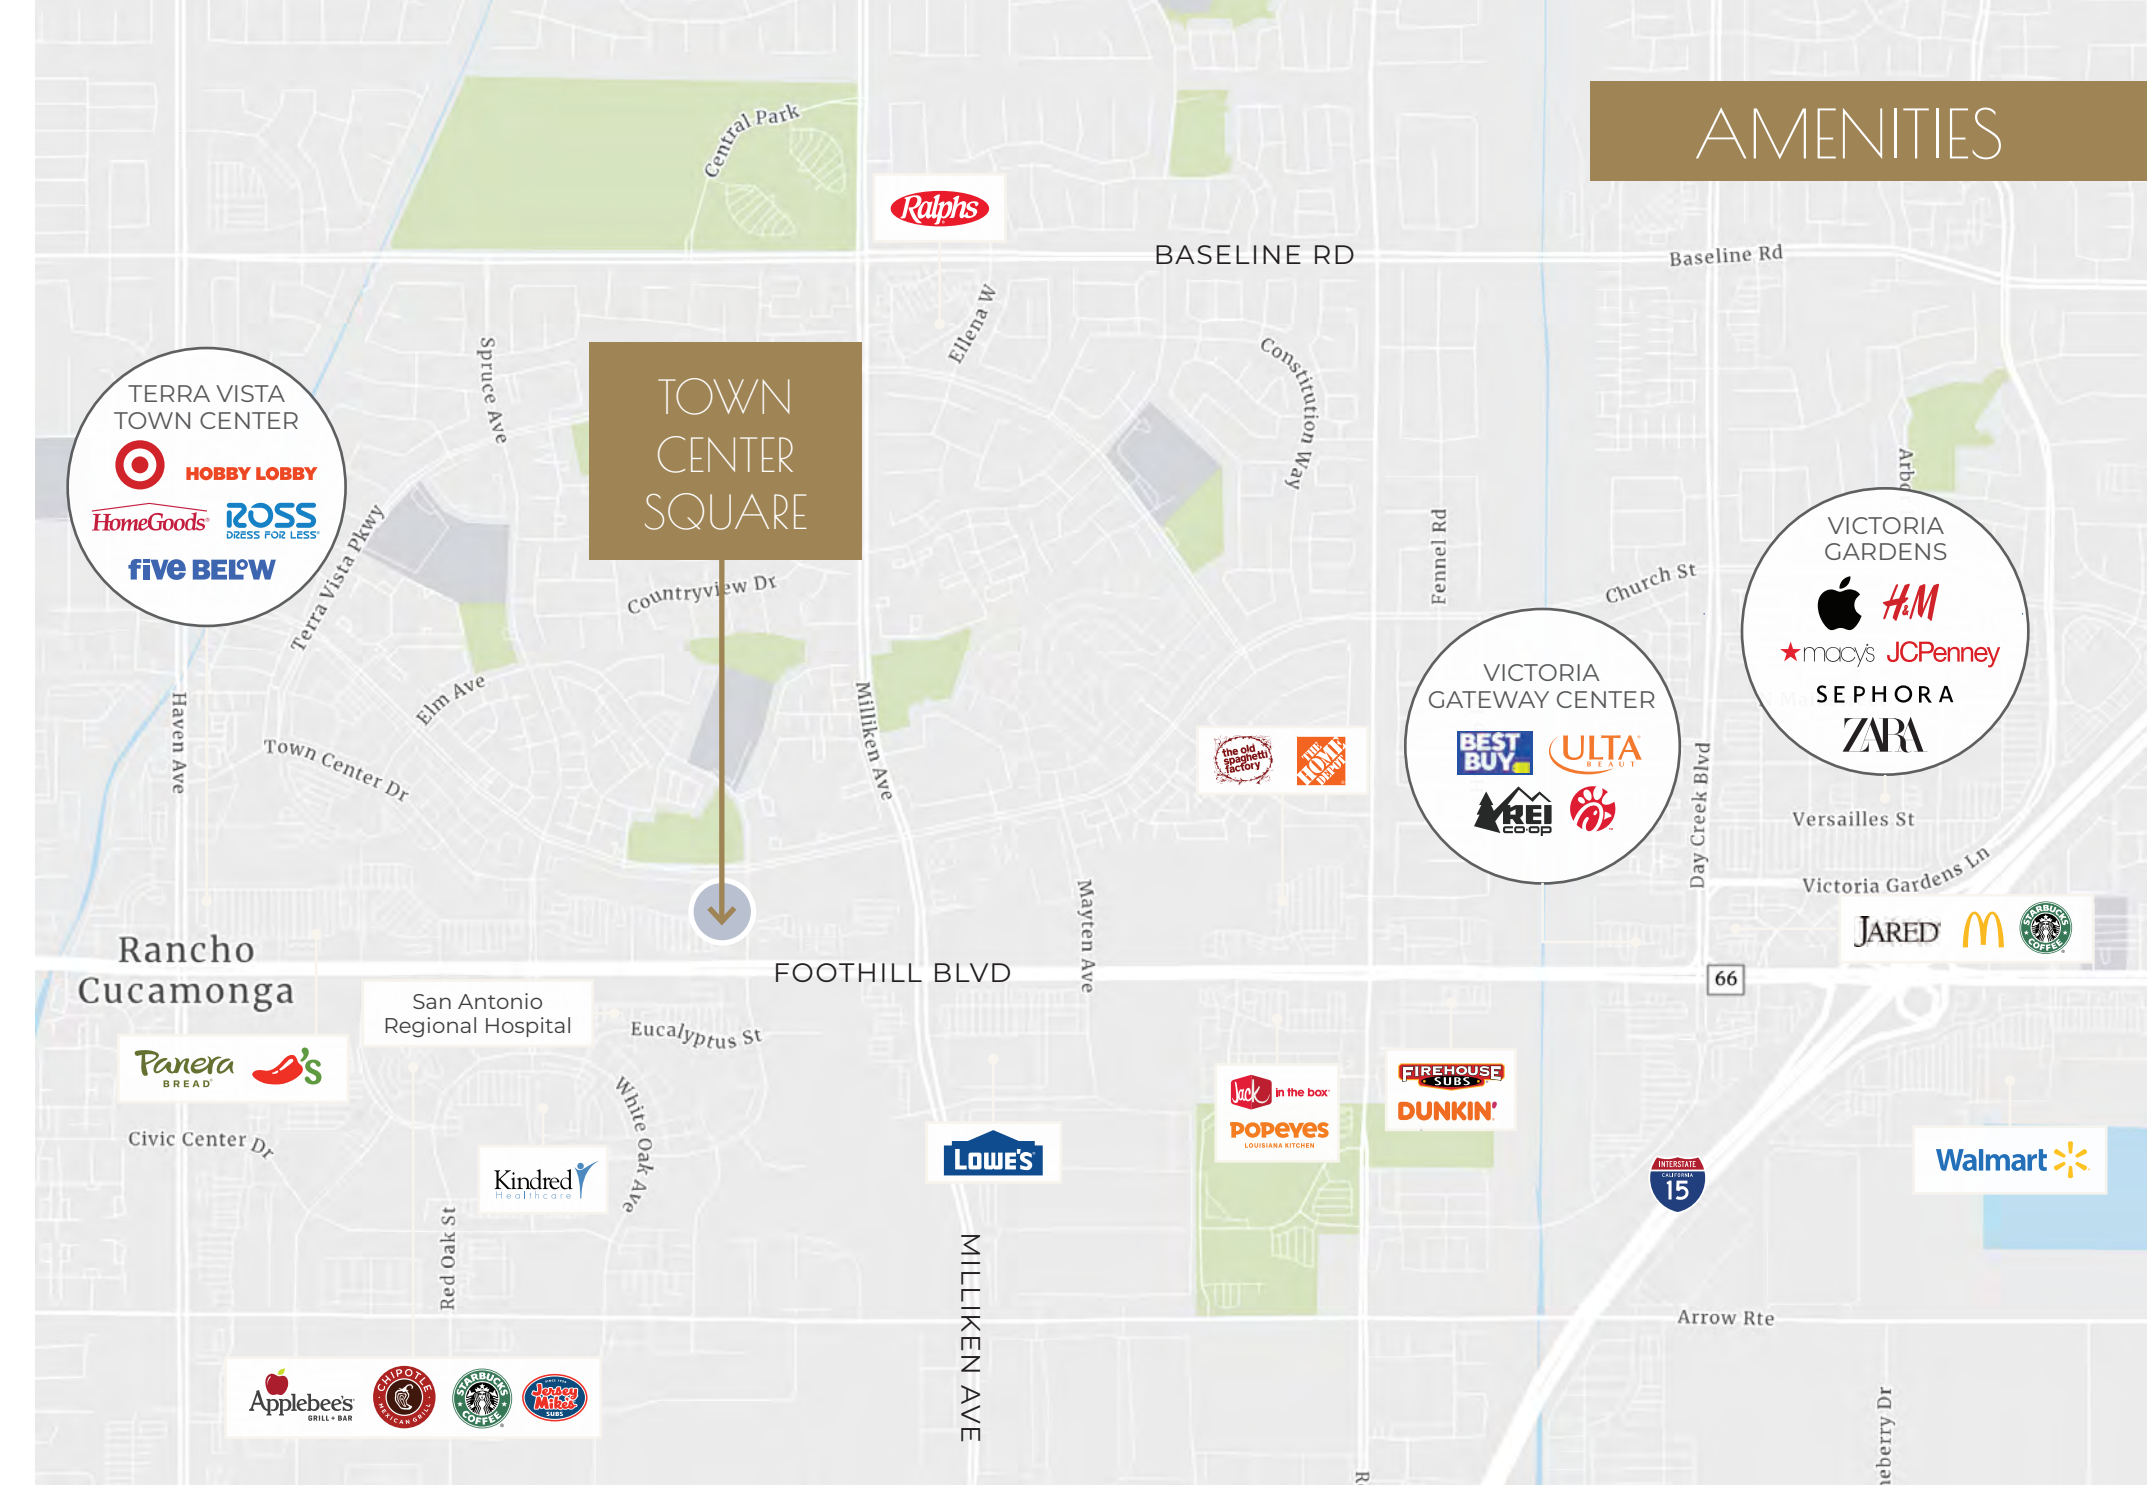 AMENITIES
Central Park
Ralphs
BASELINE RD
Baseline Rd
Ellena W
Spruce Ave
Constitution Way
TERRA VISTA
TOWN CENTER
HOBBY LOBBY
HomeGoods
ROSS
DRESS FOR LESS
fiVe BELOW
TOWN
CENTER
SQUARE
Terra Vista Pkwy
Countryview Dr
Fennel Rd
Church St
VICTORIA
GARDENS
H&M
macy's
JCPenney
SEPHORA
ZARA
VICTORIA
GATEWAY CENTER
BEST
BUY
ULTA
BEAUT
REI
co·op
Elm Ave
Haven Ave
Town Center Dr
Milliken Ave
the old
spaghetti
factory
THE
HOME
DEPOT
Day Creek Blvd
Versailles St
Victoria Gardens Ln
JARED
STARBUCKS
COFFEE
Mayten Ave
Rancho
Cucamonga
FOOTHILL BLVD
66
San Antonio
Regional Hospital
Eucalyptus St
Panera
BREAD
's
White Oak Ave
Civic Center Dr
Kindred
Healthcare
LOWE'S
Jack
in the box
POPEYES
LOUISIANA KITCHEN
FIREHOUSE
SUBS
DUNKIN'
INTERSTATE
CALIFORNIA
15
Walmart
Red Oak St
MILLIKEN AVE
Arrow Rte
Applebee's
GRILL + BAR
CHIPOTLE
MEXICAN GRILL
STARBUCKS
COFFEE
SINCE 1956
Jersey
Mike's
SUBS